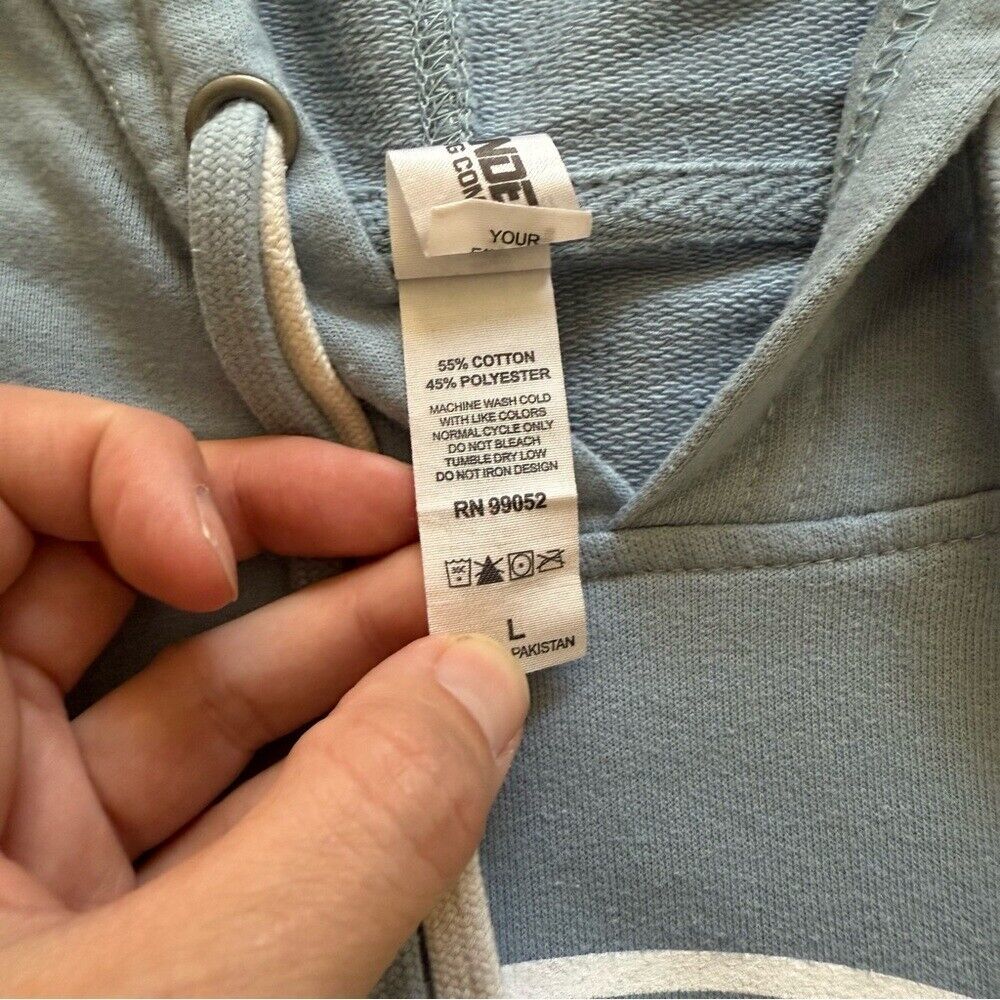 YOUR
55% COTTON
45% POLYESTER
MACHINE WASH COLD
WITH LIKE COLORS
NORMAL CYCLE ONLY
DO NOT BLEACH
TUMBLE DRY LOW
DO NOT IRON DESIGN
RN 99052
L
PAKISTAN